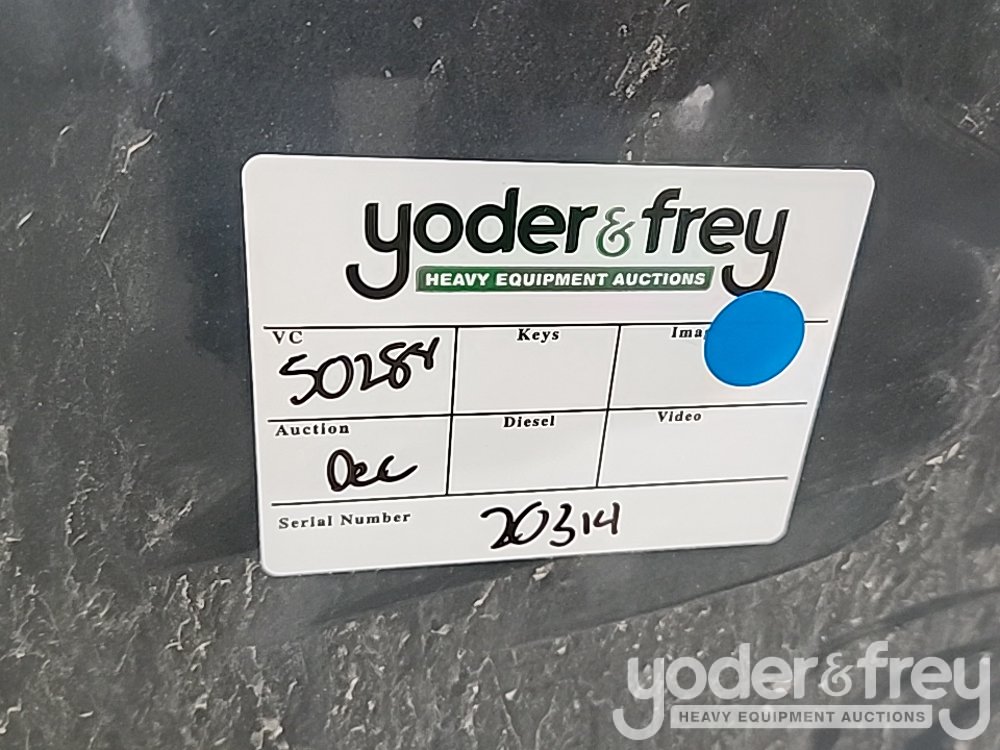 yoder & frey
HEAVY EQUIPMENT AUCTIONS
VC
Keys
Auction
Dec
Diesel
Video
Serial Number
20314
yoder & frey
HEAVY EQUIPMENT AUCTIONS